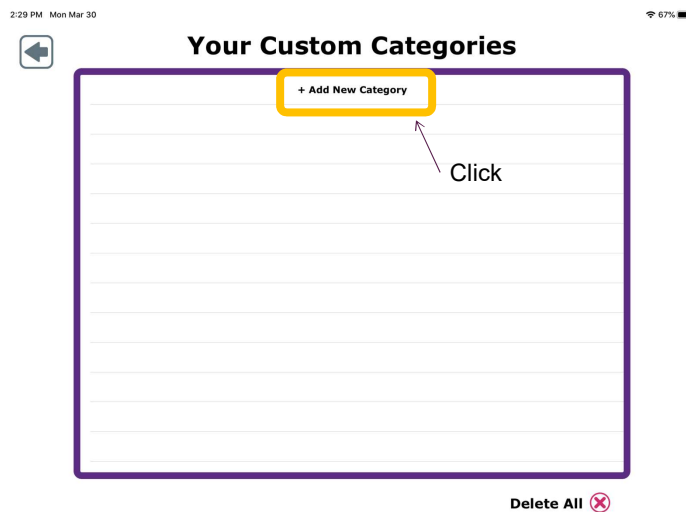 2:29 PM Mon Mar 30
67%
Your Custom Categories
+ Add New Category
Click
Delete All